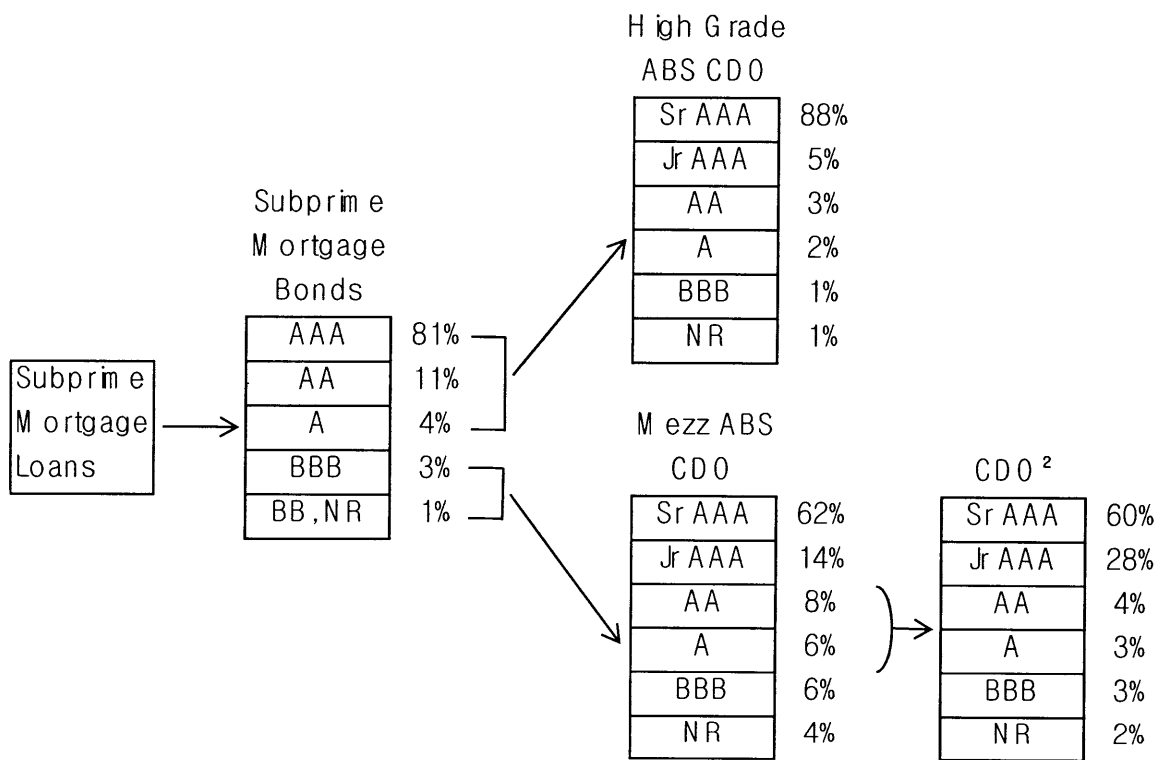 High Grade
ABS CDO
Sr AAA 88%
Jr AAA 5%
AA 3%
A 2%
BBB 1%
NR 1%
Subprime
Mortgage
Bonds
AAA 81%
AA 11%
A 4%
BBB 3%
BB,NR 1%
Subprime
Mortgage
Loans
Mezz ABS
CDO
Sr AAA 62%
Jr AAA 14%
AA 8%
A 6%
BBB 6%
NR 4%
CDO²
Sr AAA 60%
Jr AAA 28%
AA 4%
A 3%
BBB 3%
NR 2%